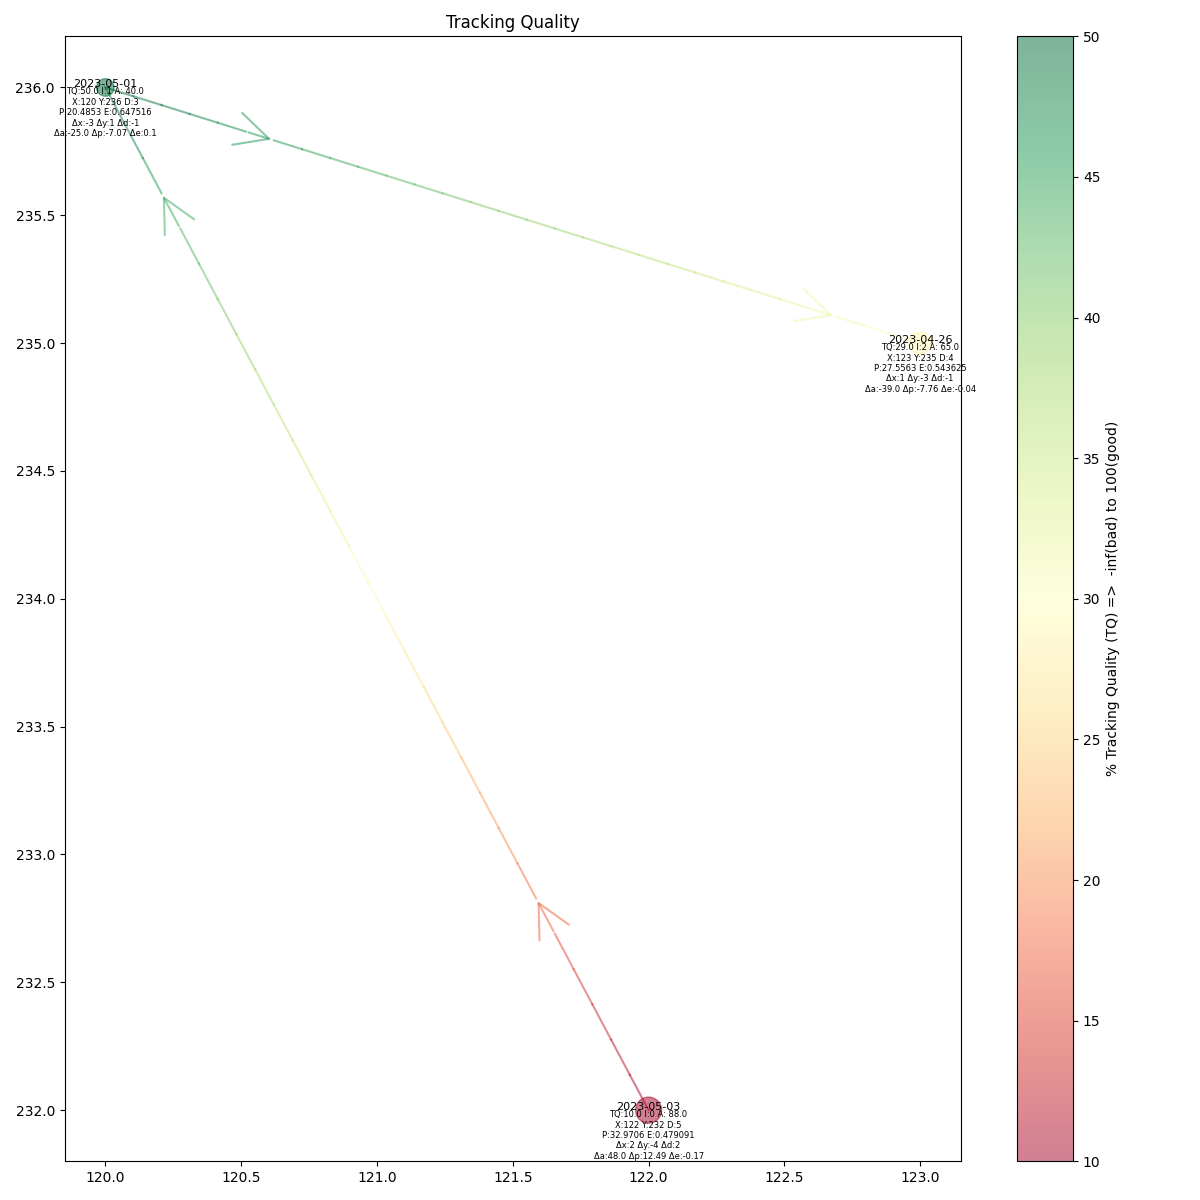 Tracking Quality
236.0
235.5
235.0
234.5
234.0
233.5
233.0
232.5
232.0
120.0
120.5
121.0
121.5
122.0
122.5
123.0
2023-05-01
TQ:50.0 I:1 A: 40.0
X:120 Y:236 D:3
P:20.4853 E:0.647516
Δx:-3 Δy:1 Δd:-1
Δa:-25.0 Δp:-7.07 Δe:0.1
2023-04-26
TQ:29.0 I:2 A: 65.0
X:123 Y:235 D:4
P:27.5563 E:0.543625
Δx:1 Δy:-3 Δd:-1
Δa:-39.0 Δp:-7.76 Δe:-0.04
2023-05-03
TQ:10.0 I:0 A: 88.0
X:122 Y:232 D:5
P:32.9706 E:0.479091
Δx:2 Δy:-4 Δd:2
Δa:48.0 Δp:12.49 Δe:-0.17
50
45
40
35
30
25
20
15
10
% Tracking Quality (TQ) => -inf(bad) to 100(good)